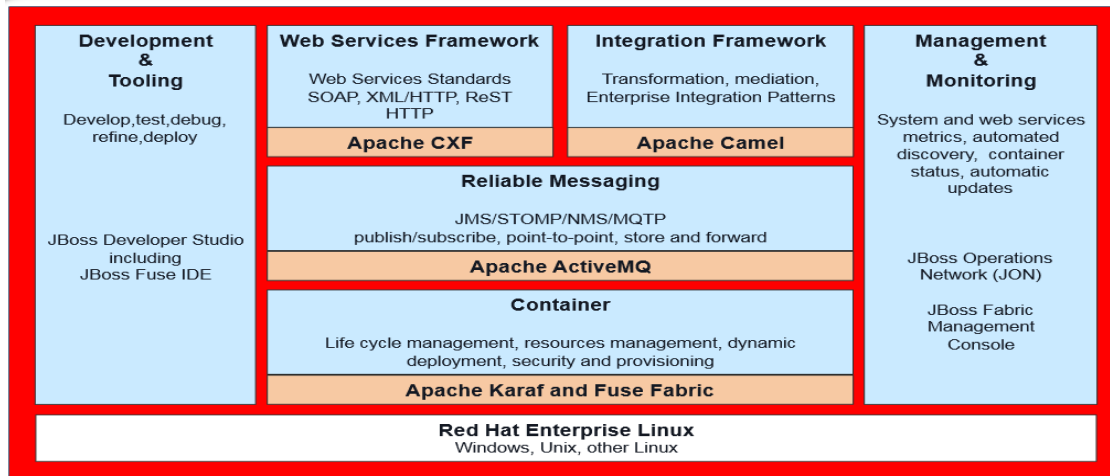 Development
&
Tooling
Develop,test,debug,
refine,deploy
JBoss Developer Studio
including
JBoss Fuse IDE
Web Services Framework
Web Services Standards
SOAP, XML/HTTP, ReST
HTTP
Apache CXF
Integration Framework
Transformation, mediation,
Enterprise Integration Patterns
Apache Camel
Reliable Messaging
JMS/STOMP/NMS/MQTP
publish/subscribe, point-to-point, store and forward
Apache ActiveMQ
Container
Life cycle management, resources management, dynamic
deployment, security and provisioning
Apache Karaf and Fuse Fabric
Management
&
Monitoring
System and web services
metrics, automated
discovery, container
status, automatic
updates
JBoss Operations
Network (JON)
JBoss Fabric
Management
Console
Red Hat Enterprise Linux
Windows, Unix, other Linux